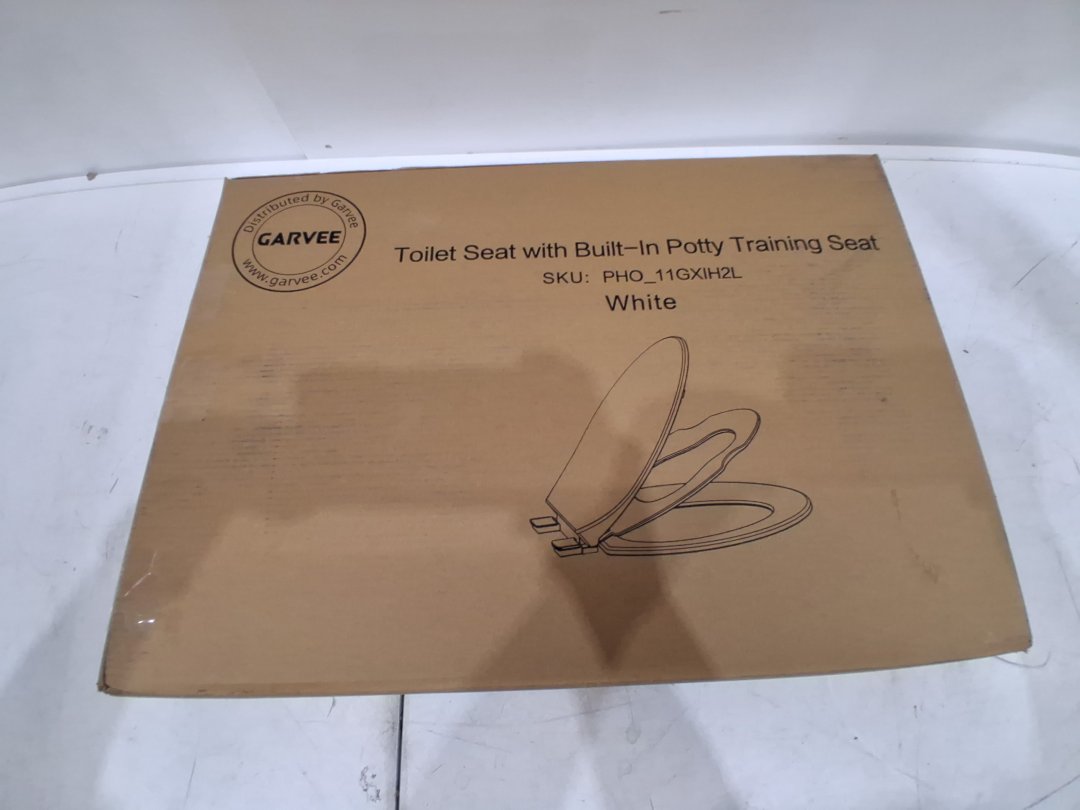 Distributed by Garvee
GARVEE
www.garvee.com
Toilet Seat with Built-In Potty Training Seat
SKU: PHO_11GXIH2L
White